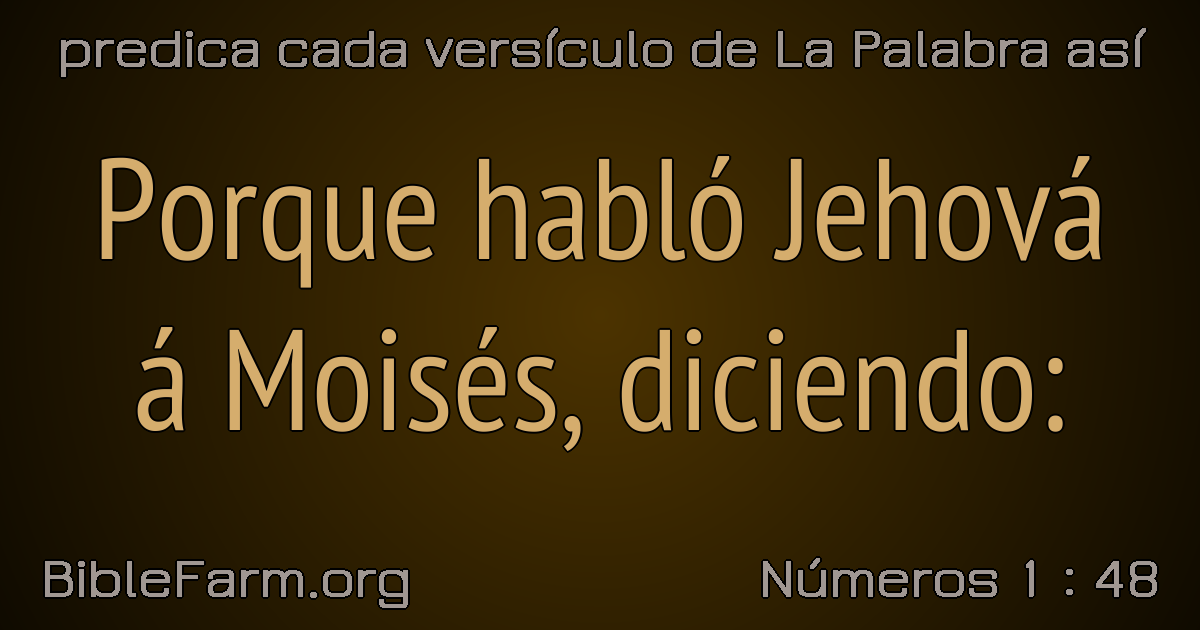 predica cada versículo de La Palabra así
Porque habló Jehová
á Moisés, diciendo:
BibleFarm.org
Números 1 : 48